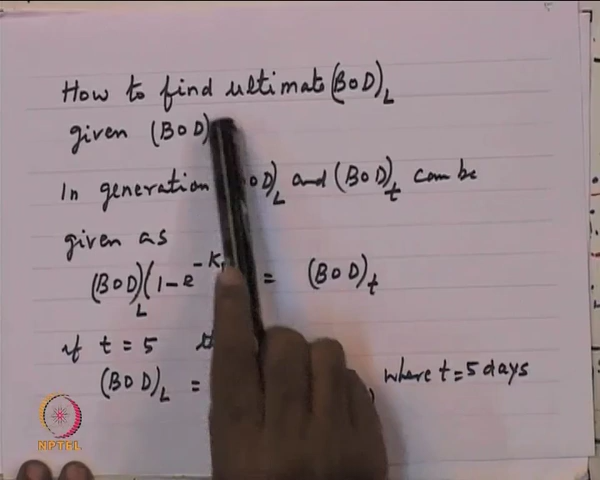 How to find ultimate (BOD)L
given (BOD)
In generation OD)L and (BOD)t can be
given as
(BOD)L (1 - e^-K = (BOD)t
if t = 5
(BOD)L = , where t = 5 days
NPTEL